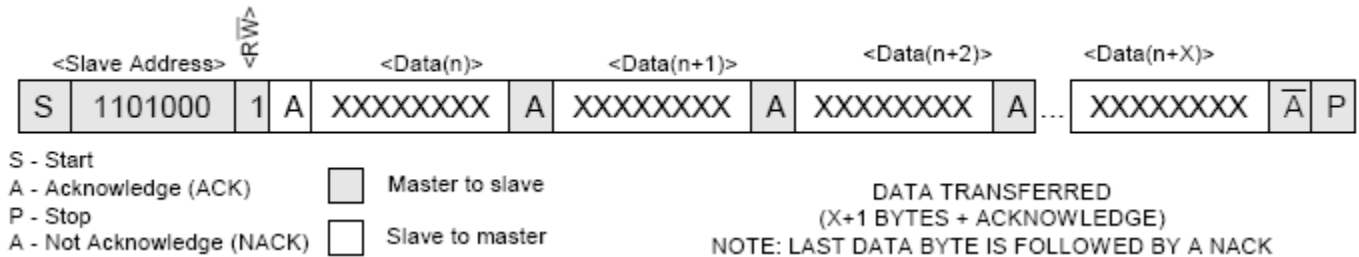 <Slave Address> <RW̅> <Data(n)> <Data(n+1)> <Data(n+2)> <Data(n+X)>
S 1101000 1 A XXXXXXXX A XXXXXXXX A XXXXXXXX A ... XXXXXXXX A̅ P
S - Start
A - Acknowledge (ACK) Master to slave DATA TRANSFERRED
P - Stop (X+1 BYTES + ACKNOWLEDGE)
A - Not Acknowledge (NACK) Slave to master NOTE: LAST DATA BYTE IS FOLLOWED BY A NACK